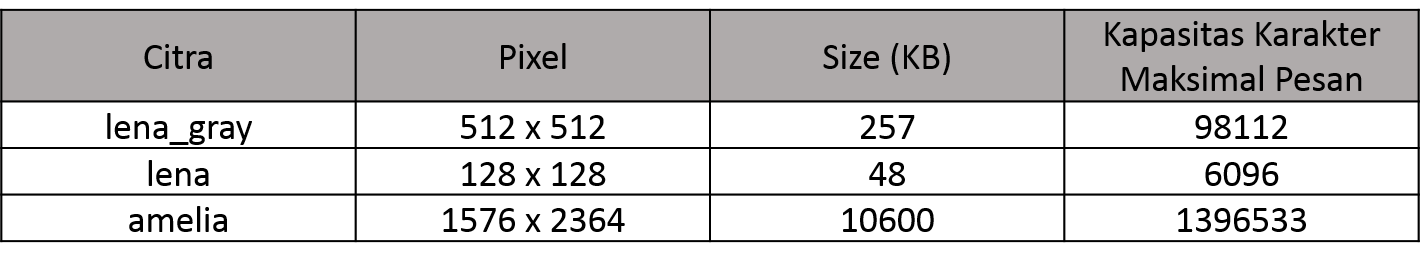 Citra Pixel Size (KB) Kapasitas Karakter Maksimal Pesan
lena_gray 512 x 512 257 98112
lena 128 x 128 48 6096
amelia 1576 x 2364 10600 1396533